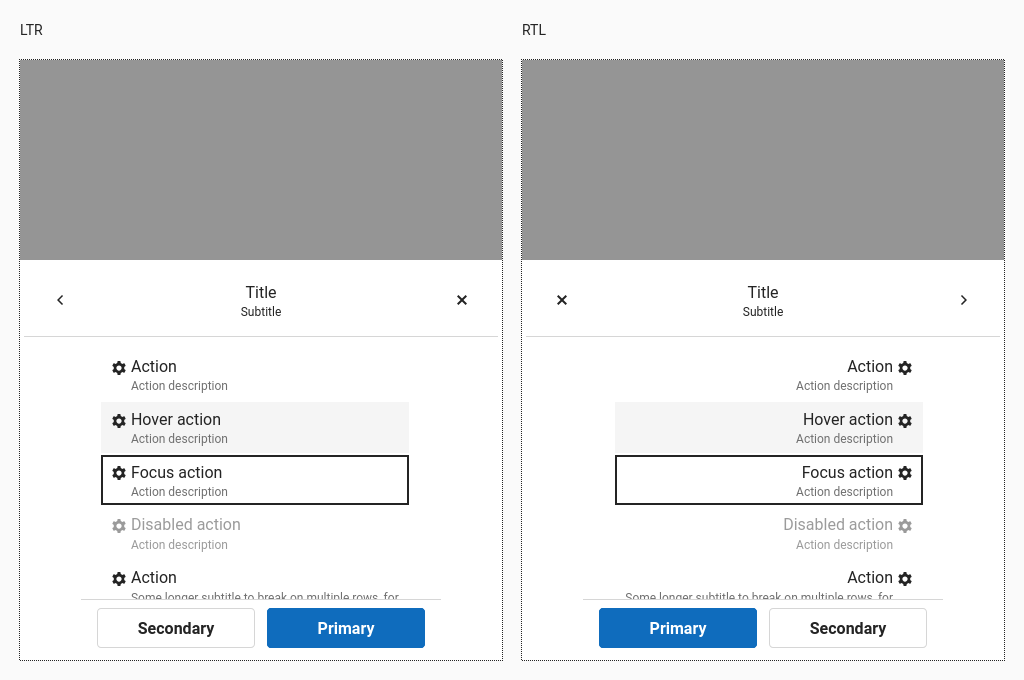 LTR
Title
Subtitle
Action
Action description
Hover action
Action description
Focus action
Action description
Disabled action
Action description
Action
Some longer subtitle to break on multiple rows, for
Secondary
Primary
RTL
Title
Subtitle
Action
Action description
Hover action
Action description
Focus action
Action description
Disabled action
Action description
Action
Some longer subtitle to break on multiple rows, for
Primary
Secondary